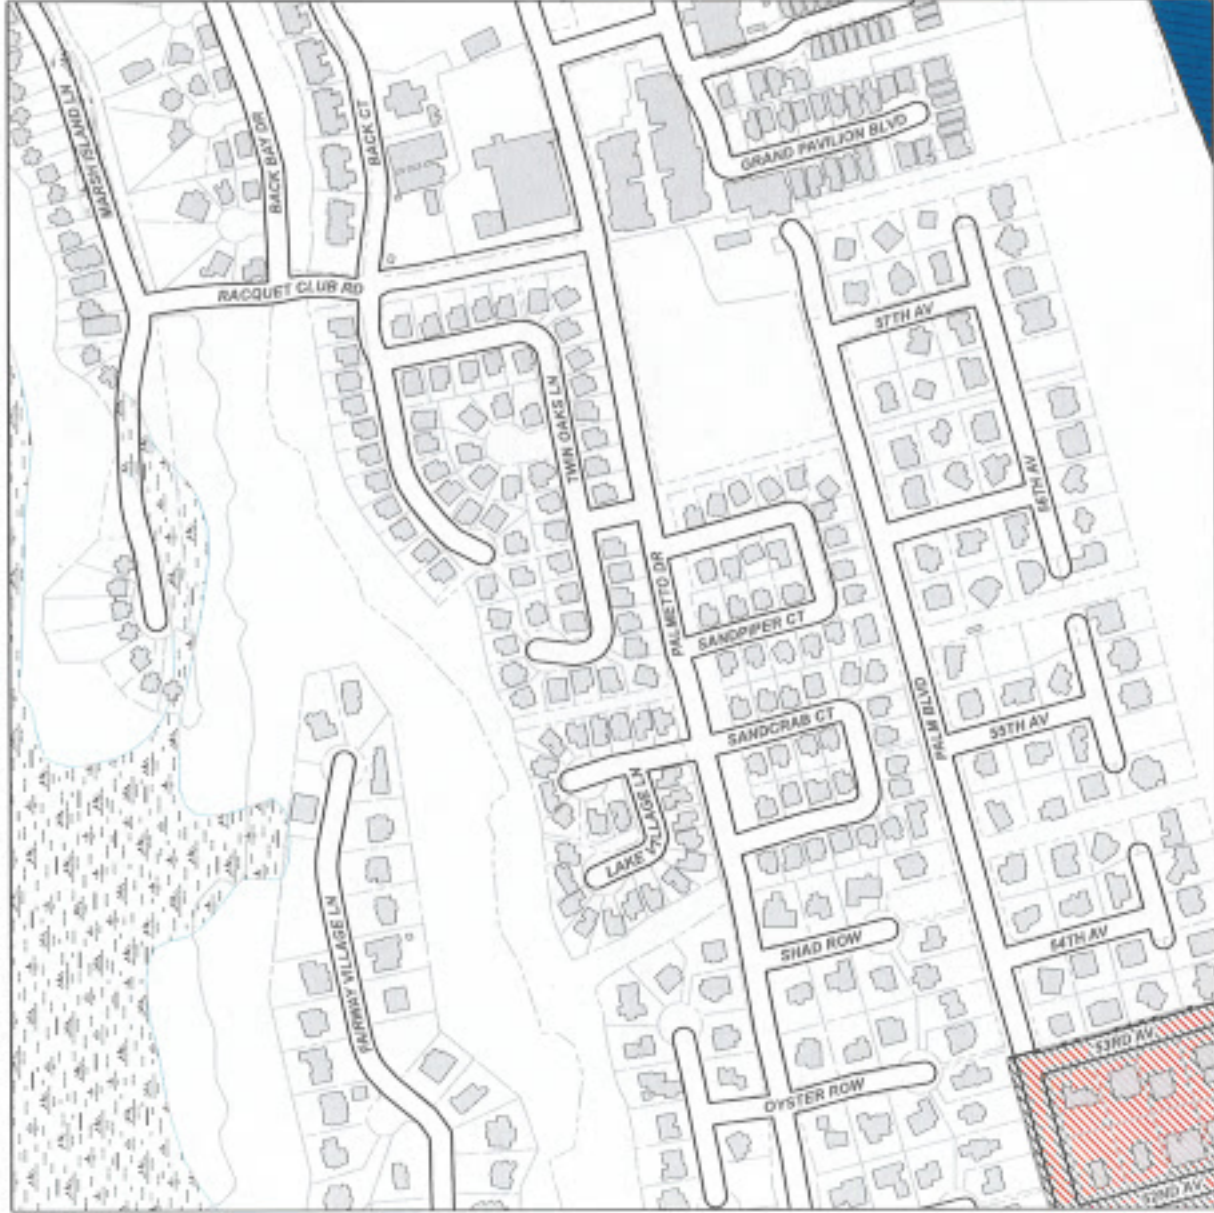 MARSH ISLAND LN
BACK BAY DR
BACK CT
GRAND PAVILION BLVD
RACQUET CLUB RD
57TH AV
TWIN OAKS LN
56TH AV
PALMETTO DR
SANDPIPER CT
PALM BLVD
SANDCRAB CT
55TH AV
LAKE VILLAGE LN
SHAD ROW
54TH AV
FAIRWAY VILLAGE LN
53RD AV
OYSTER ROW
52ND AV